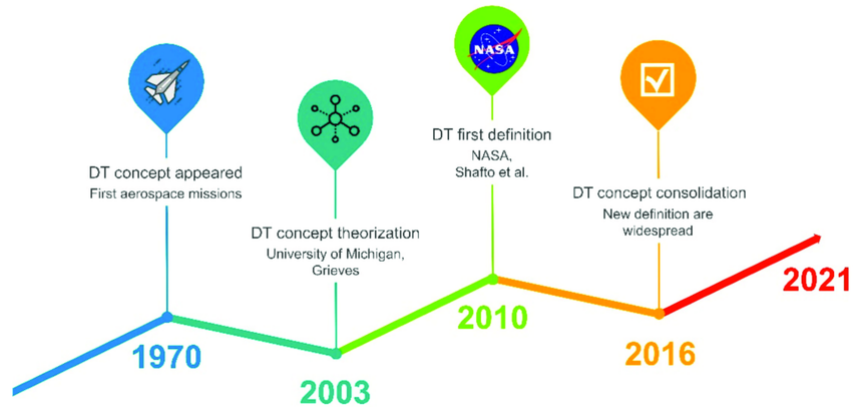 NASA
DT concept appeared
First aerospace missions
DT concept theorization
University of Michigan,
Grieves
DT first definition
NASA,
Shafto et al.
DT concept consolidation
New definition are
widespread
1970
2003
2010
2016
2021